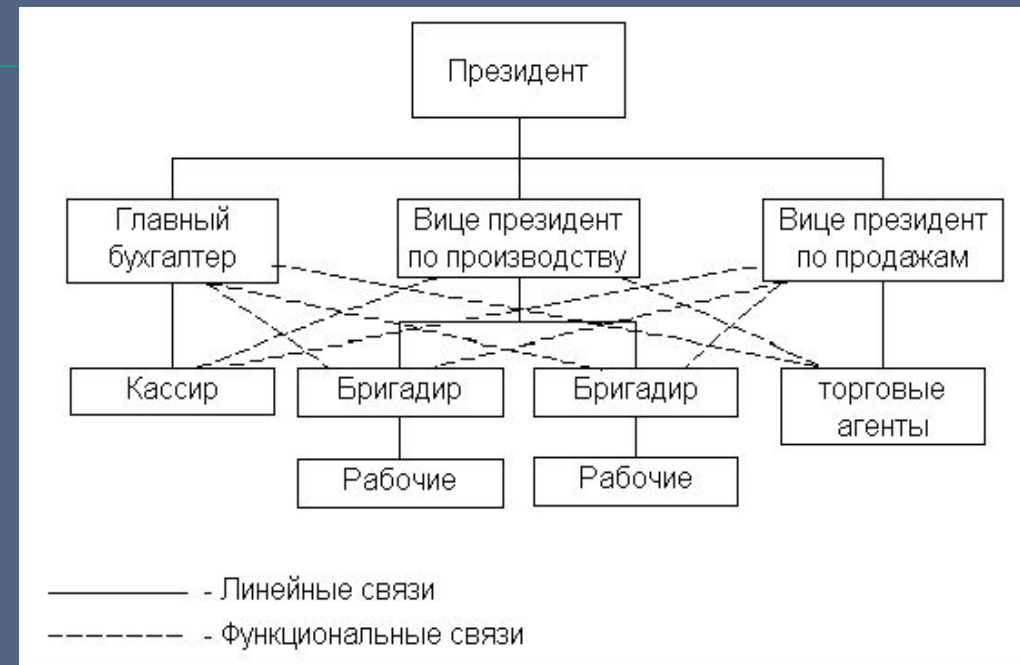 Президент
Главный
бухгалтер
Вице президент
по производству
Вице президент
по продажам
Кассир
Бригадир
Бригадир
торговые
агенты
Рабочие
Рабочие
- Линейные связи
- Функциональные связи